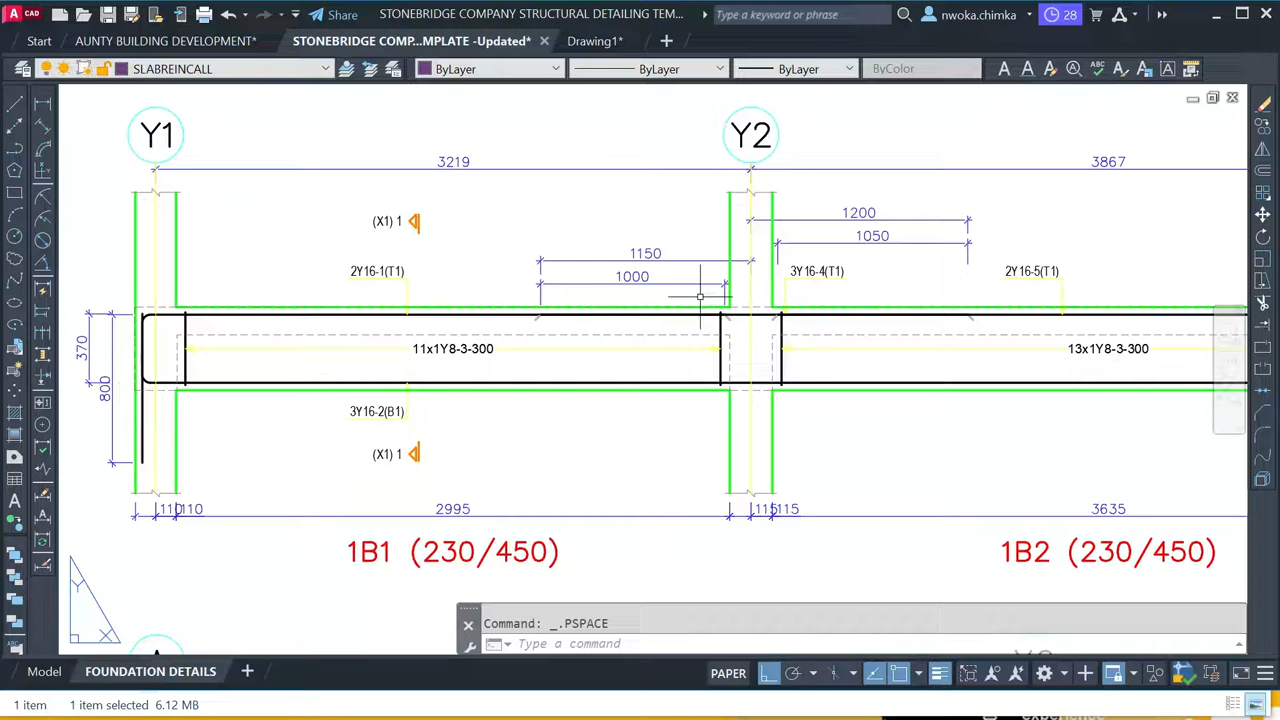 CAD
Share
STONEBRIDGE COMPANY STRUCTURAL DETAILING TEM...
Type a keyword or phrase
nwoka.chimka
28
Start
AUNTY BUILDING DEVELOPMENT*
STONEBRIDGE COMP...MPLATE -Updated*
Drawing1*
SLABREINCALL
ByLayer
ByLayer
ByLayer
ByColor
Y1
Y2
3219
3867
(X1) 1
1200
1050
1150
1000
2Y16-1(T1)
3Y16-4(T1)
2Y16-5(T1)
370
800
11x1Y8-3-300
13x1Y8-3-300
3Y16-2(B1)
(X1) 1
110
110
2995
115
115
3635
1B1 (230/450)
1B2 (230/450)
Y
X
Command: _.PSPACE
Type a command
Model
FOUNDATION DETAILS
PAPER
1 item
1 item selected 6.12 MB